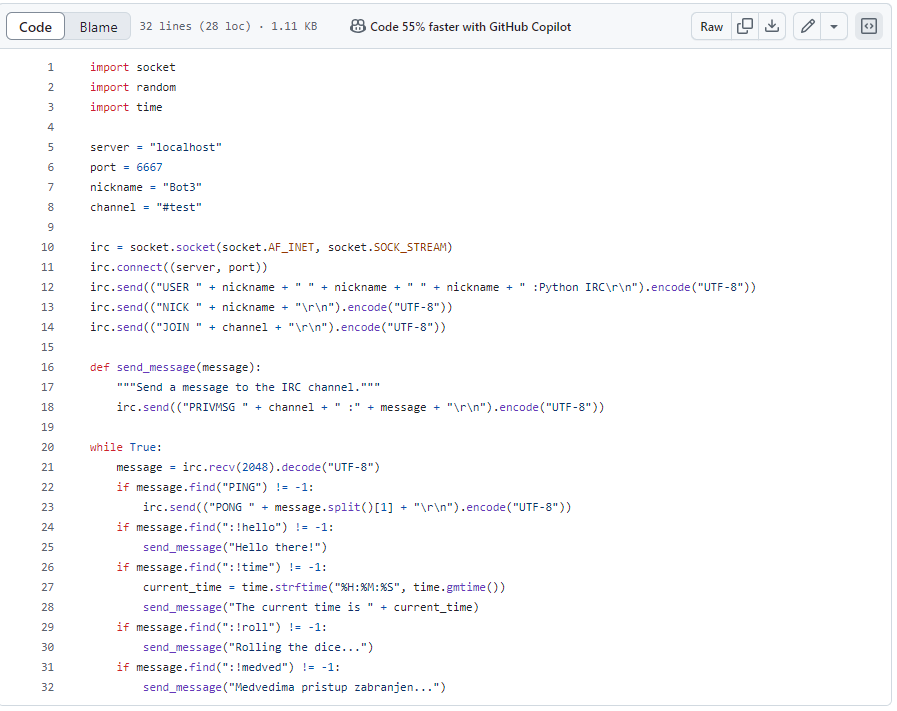 Code Blame 32 lines (28 loc) · 1.11 KB Code 55% faster with GitHub Copilot Raw
1 import socket
2 import random
3 import time
4
5 server = "localhost"
6 port = 6667
7 nickname = "Bot3"
8 channel = "#test"
9
10 irc = socket.socket(socket.AF_INET, socket.SOCK_STREAM)
11 irc.connect((server, port))
12 irc.send(("USER " + nickname + " " + nickname + " " + nickname + " :Python IRC\r\n").encode("UTF-8"))
13 irc.send(("NICK " + nickname + "\r\n").encode("UTF-8"))
14 irc.send(("JOIN " + channel + "\r\n").encode("UTF-8"))
15
16 def send_message(message):
17     """Send a message to the IRC channel."""
18     irc.send(("PRIVMSG " + channel + " :" + message + "\r\n").encode("UTF-8"))
19
20 while True:
21     message = irc.recv(2048).decode("UTF-8")
22     if message.find("PING") != -1:
23         irc.send(("PONG " + message.split()[1] + "\r\n").encode("UTF-8"))
24     if message.find(":!hello") != -1:
25         send_message("Hello there!")
26     if message.find(":!time") != -1:
27         current_time = time.strftime("%H:%M:%S", time.gmtime())
28         send_message("The current time is " + current_time)
29     if message.find(":!roll") != -1:
30         send_message("Rolling the dice...")
31     if message.find(":!medved") != -1:
32         send_message("Medvedima pristup zabranjen...")